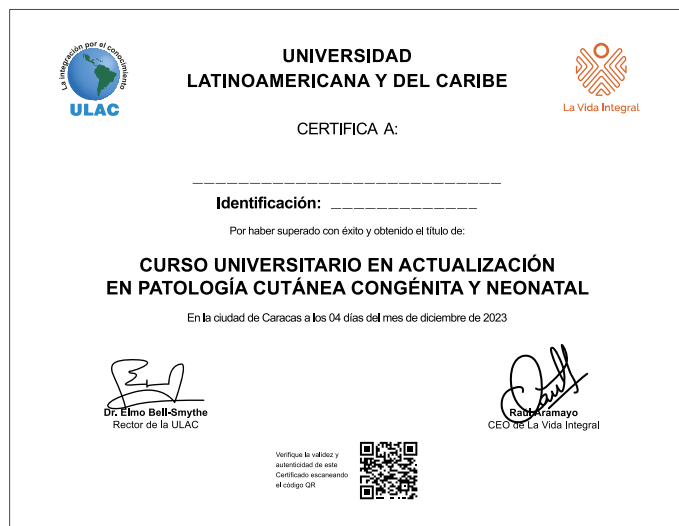 La integración por el conocimiento
ULAC
UNIVERSIDAD
LATINOAMERICANA Y DEL CARIBE
La Vida Integral
CERTIFICA A:
Identificación:
Por haber superado con éxito y obtenido el título de:
CURSO UNIVERSITARIO EN ACTUALIZACIÓN
EN PATOLOGÍA CUTÁNEA CONGÉNITA Y NEONATAL
En la ciudad de Caracas a los 04 días del mes de diciembre de 2023
Dr. Elmo Bell-Smythe
Rector de la ULAC
Raúl Aramayo
CEO de La Vida Integral
Verifique la validez y
autenticidad de este
Certificado escaneando
el código QR